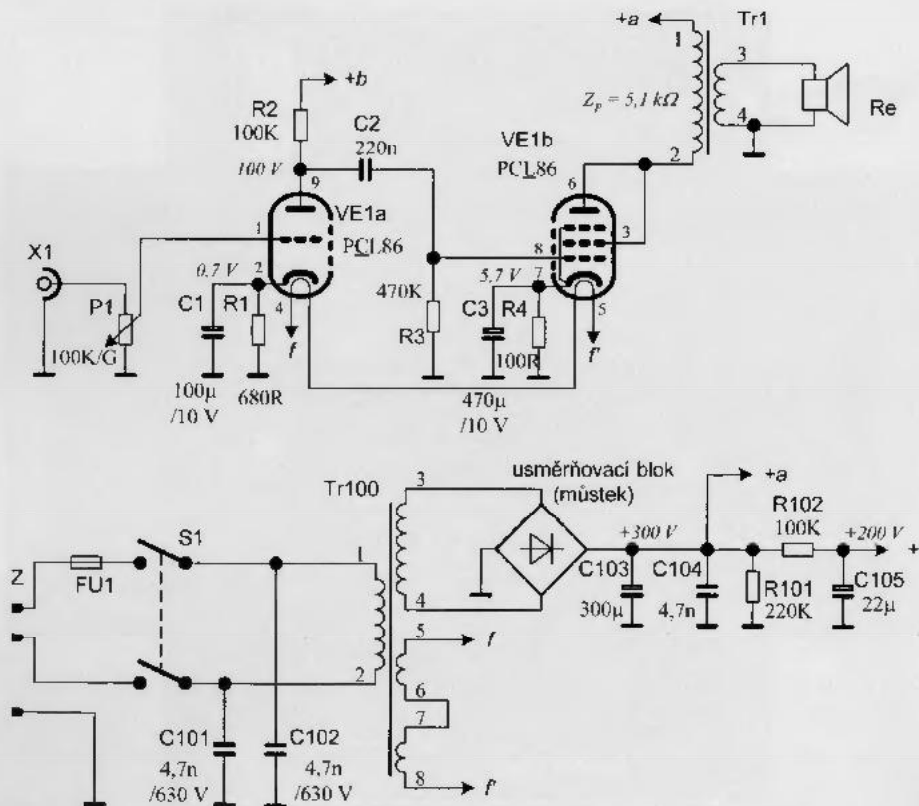 +a
1
Tr1
3
+b
Zp = 5,1 kΩ
R2
100K
C2
220n
VE1b
PCL86
4
Re
2
100 V
9
6
VE1a
PCL86
1
3
8
X1
0,7 V
2
470K
5,7 V
7
P1
C1
R1
4
C3
R4
5
R3
f
f'
100K/G
100R
100µ
/10 V
680R
470µ
/10 V
usměrňovací blok
(můstek)
Tr100
3
+a
R102
100K
S1
+300 V
+200 V
+
Z
FU1
1
C103
C104
R101
C105
300µ
4,7n
220K
22µ
4
5
f
2
6
7
C101
C102
4,7n
/630 V
4,7n
/630 V
8
f'